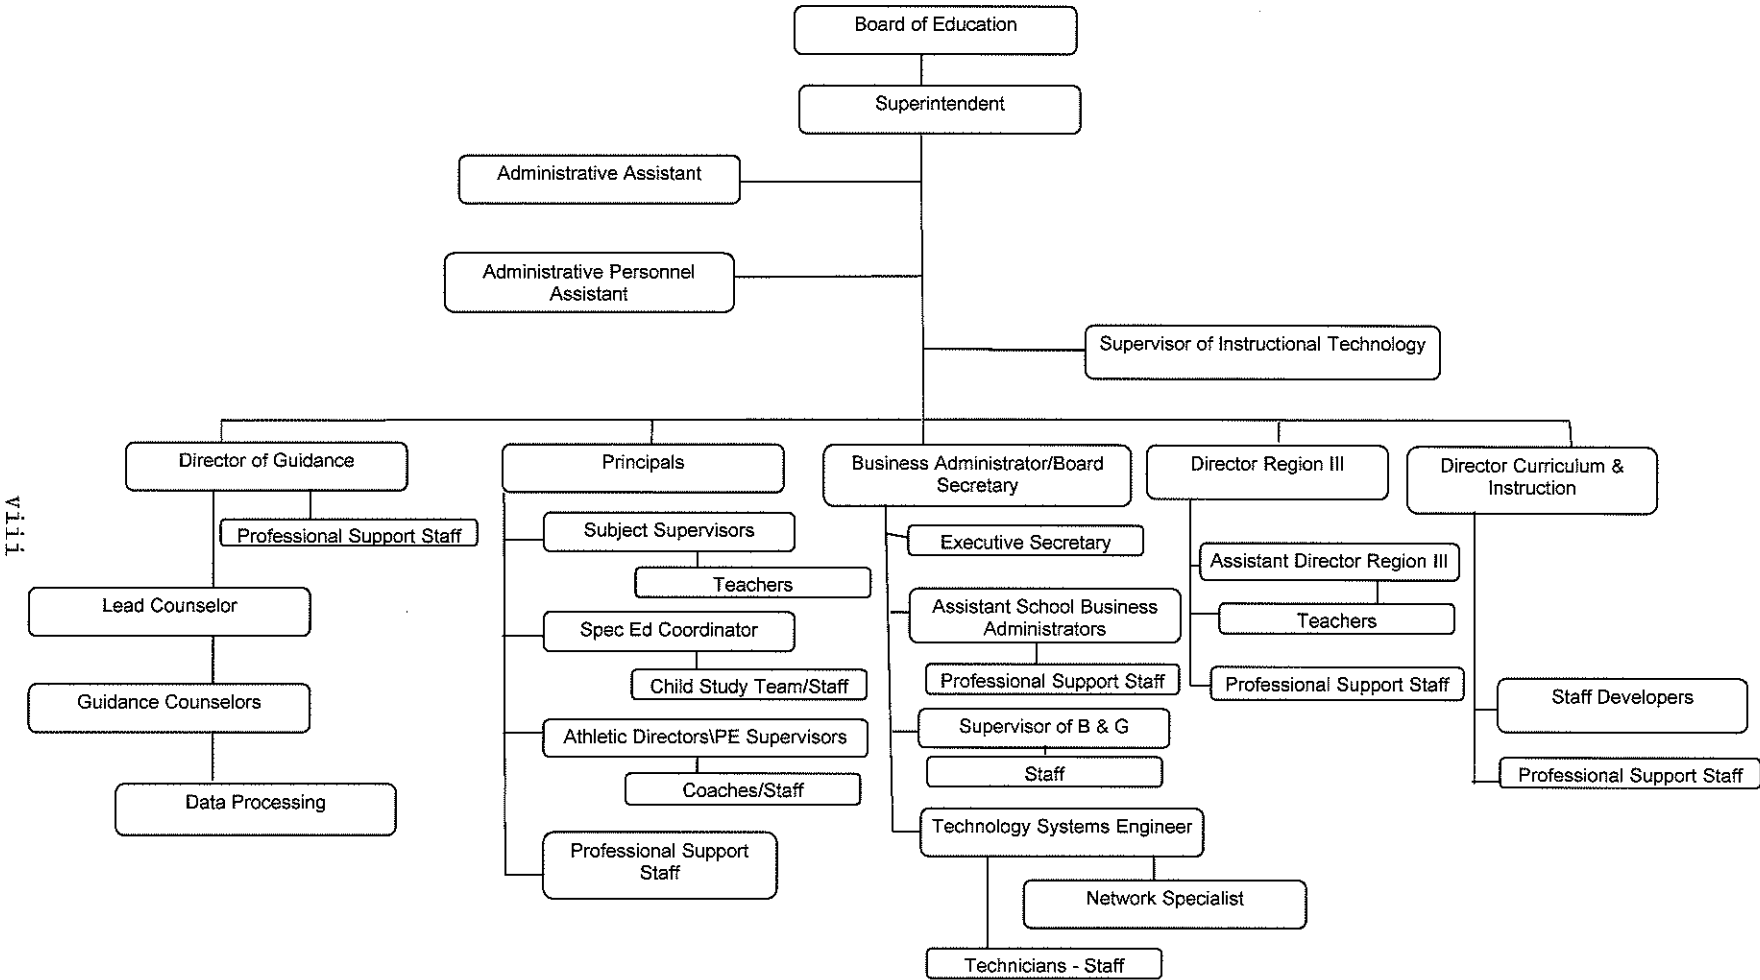 Board of Education
Superintendent
Administrative Assistant
Administrative Personnel
Assistant
Supervisor of Instructional Technology
Director of Guidance
Professional Support Staff
Lead Counselor
Guidance Counselors
Data Processing
Principals
Subject Supervisors
Teachers
Spec Ed Coordinator
Child Study Team/Staff
Athletic Directors\PE Supervisors
Coaches/Staff
Professional Support
Staff
Business Administrator/Board
Secretary
Executive Secretary
Assistant School Business
Administrators
Professional Support Staff
Supervisor of B & G
Staff
Technology Systems Engineer
Network Specialist
Technicians - Staff
Director Region III
Assistant Director Region III
Teachers
Professional Support Staff
Director Curriculum &
Instruction
Staff Developers
Professional Support Staff
viii